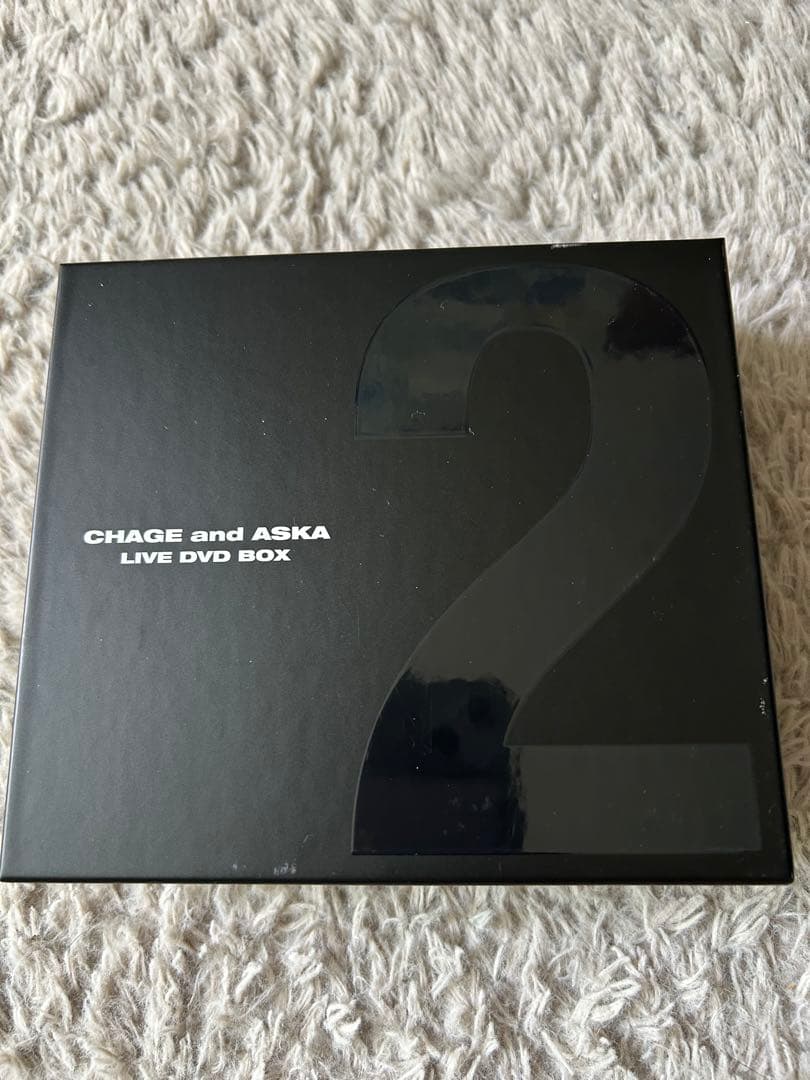 CHAGE and ASKA
LIVE DVD BOX
2